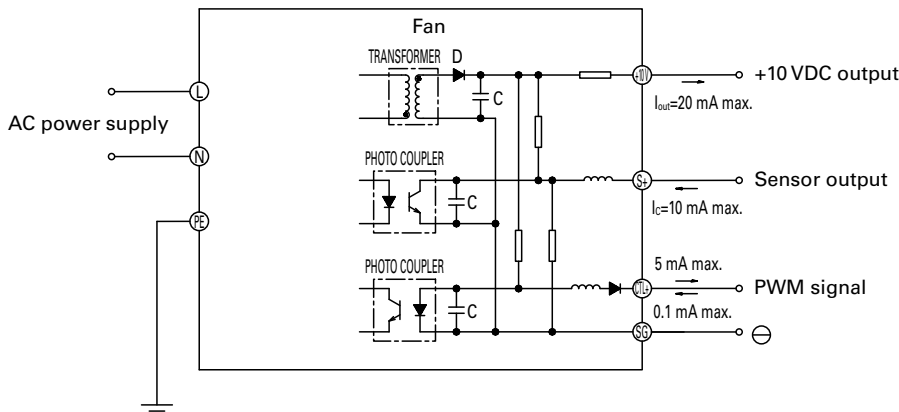 Fan
TRANSFORMER D
+10V +10 VDC output
C
Iout=20 mA max.
L
AC power supply
N
PHOTO COUPLER
S+ Sensor output
C
IC=10 mA max.
PE
PHOTO COUPLER
5 mA max.
CTL+ PWM signal
C
0.1 mA max.
SG